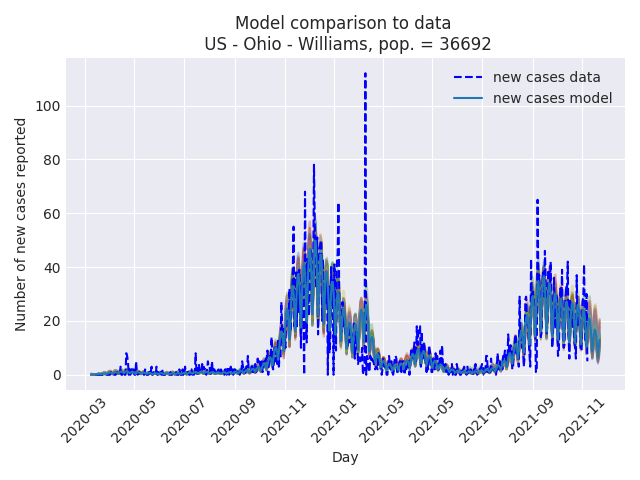 Model comparison to data
US - Ohio - Williams, pop. = 36692
new cases data
new cases model
Number of new cases reported
100
80
60
40
20
0
2020-03
2020-05
2020-07
2020-09
2020-11
2021-01
2021-03
2021-05
2021-07
2021-09
2021-11
Day